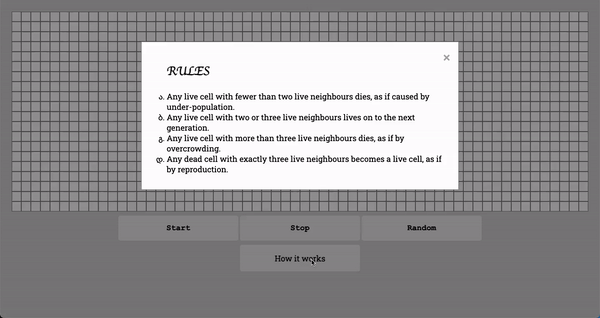 ×
RULES
ა. Any live cell with fewer than two live neighbours dies, as if caused by
under-population.
ბ. Any live cell with two or three live neighbours lives on to the next
generation.
გ. Any live cell with more than three live neighbours dies, as if by
overcrowding.
დ. Any dead cell with exactly three live neighbours becomes a live cell, as if
by reproduction.
Start Stop Random
How it works